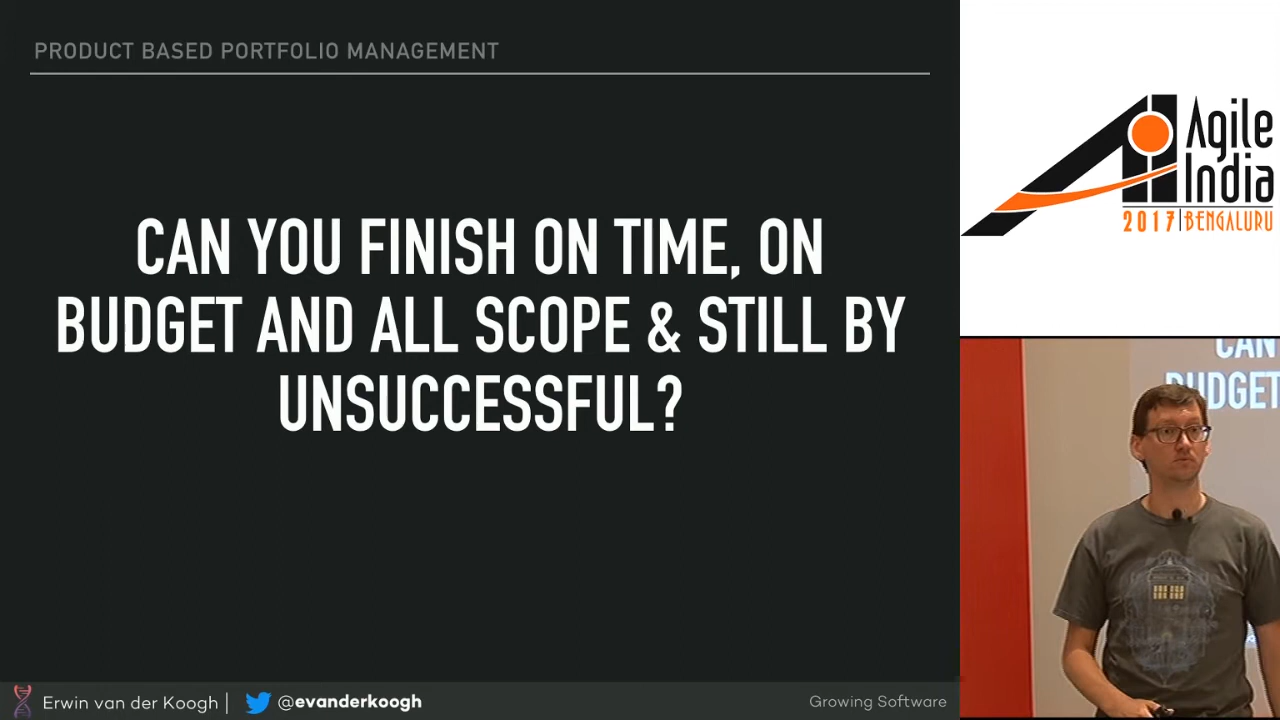 PRODUCT BASED PORTFOLIO MANAGEMENT
CAN YOU FINISH ON TIME, ON
BUDGET AND ALL SCOPE & STILL BY
UNSUCCESSFUL?
Erwin van der Koogh |
@evanderkoogh
Growing Software
Agile
India
2017 | BENGALURU
CAN
BUDGET